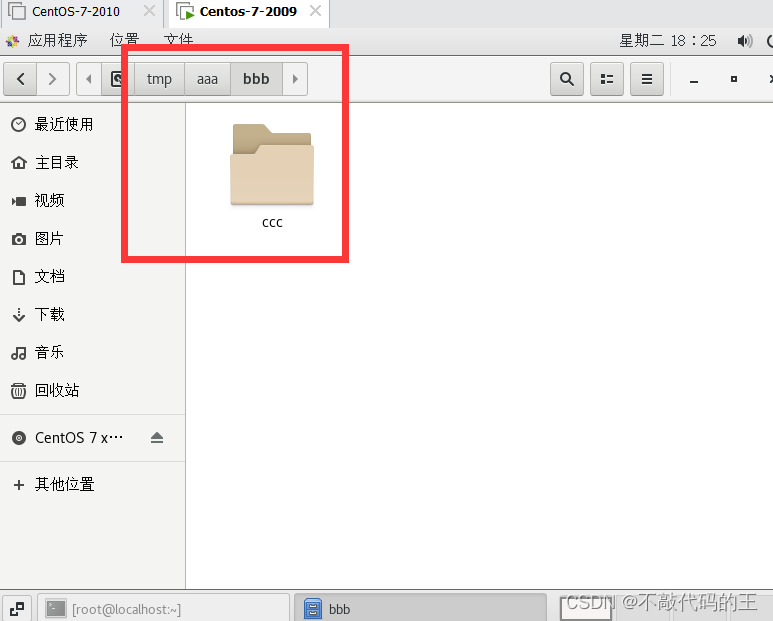 CentOS-7-2010
Centos-7-2009
应用程序 位置 文件 星期二 18：25
tmp aaa bbb
最近使用
主目录
视频
图片
文档
下载
音乐
回收站
CentOS 7 x…
其他位置
ccc
[root@localhost:~]
bbb
CSDN @不敲代码的王